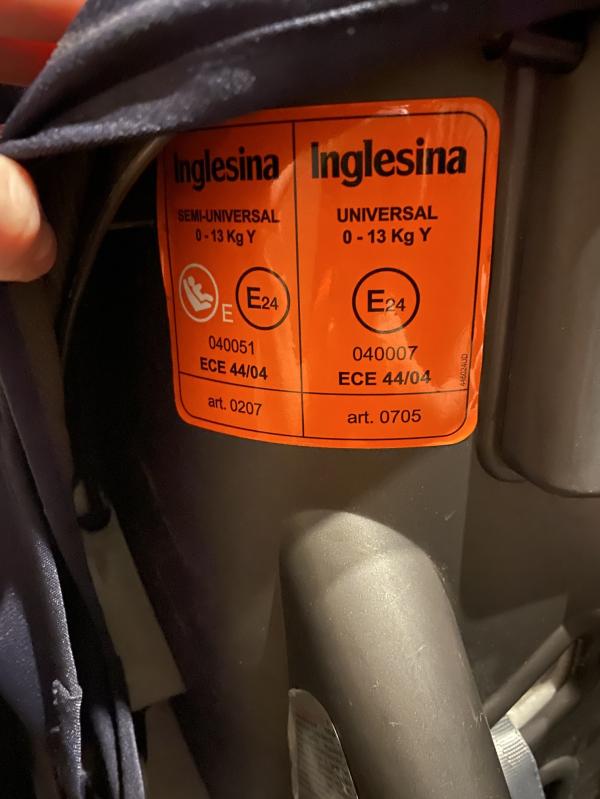 Inglesina
SEMI-UNIVERSAL
0 - 13 Kg Y
E
E24
040051
ECE 44/04
art. 0207
Inglesina
UNIVERSAL
0 - 13 Kg Y
E24
040007
ECE 44/04
art. 0705